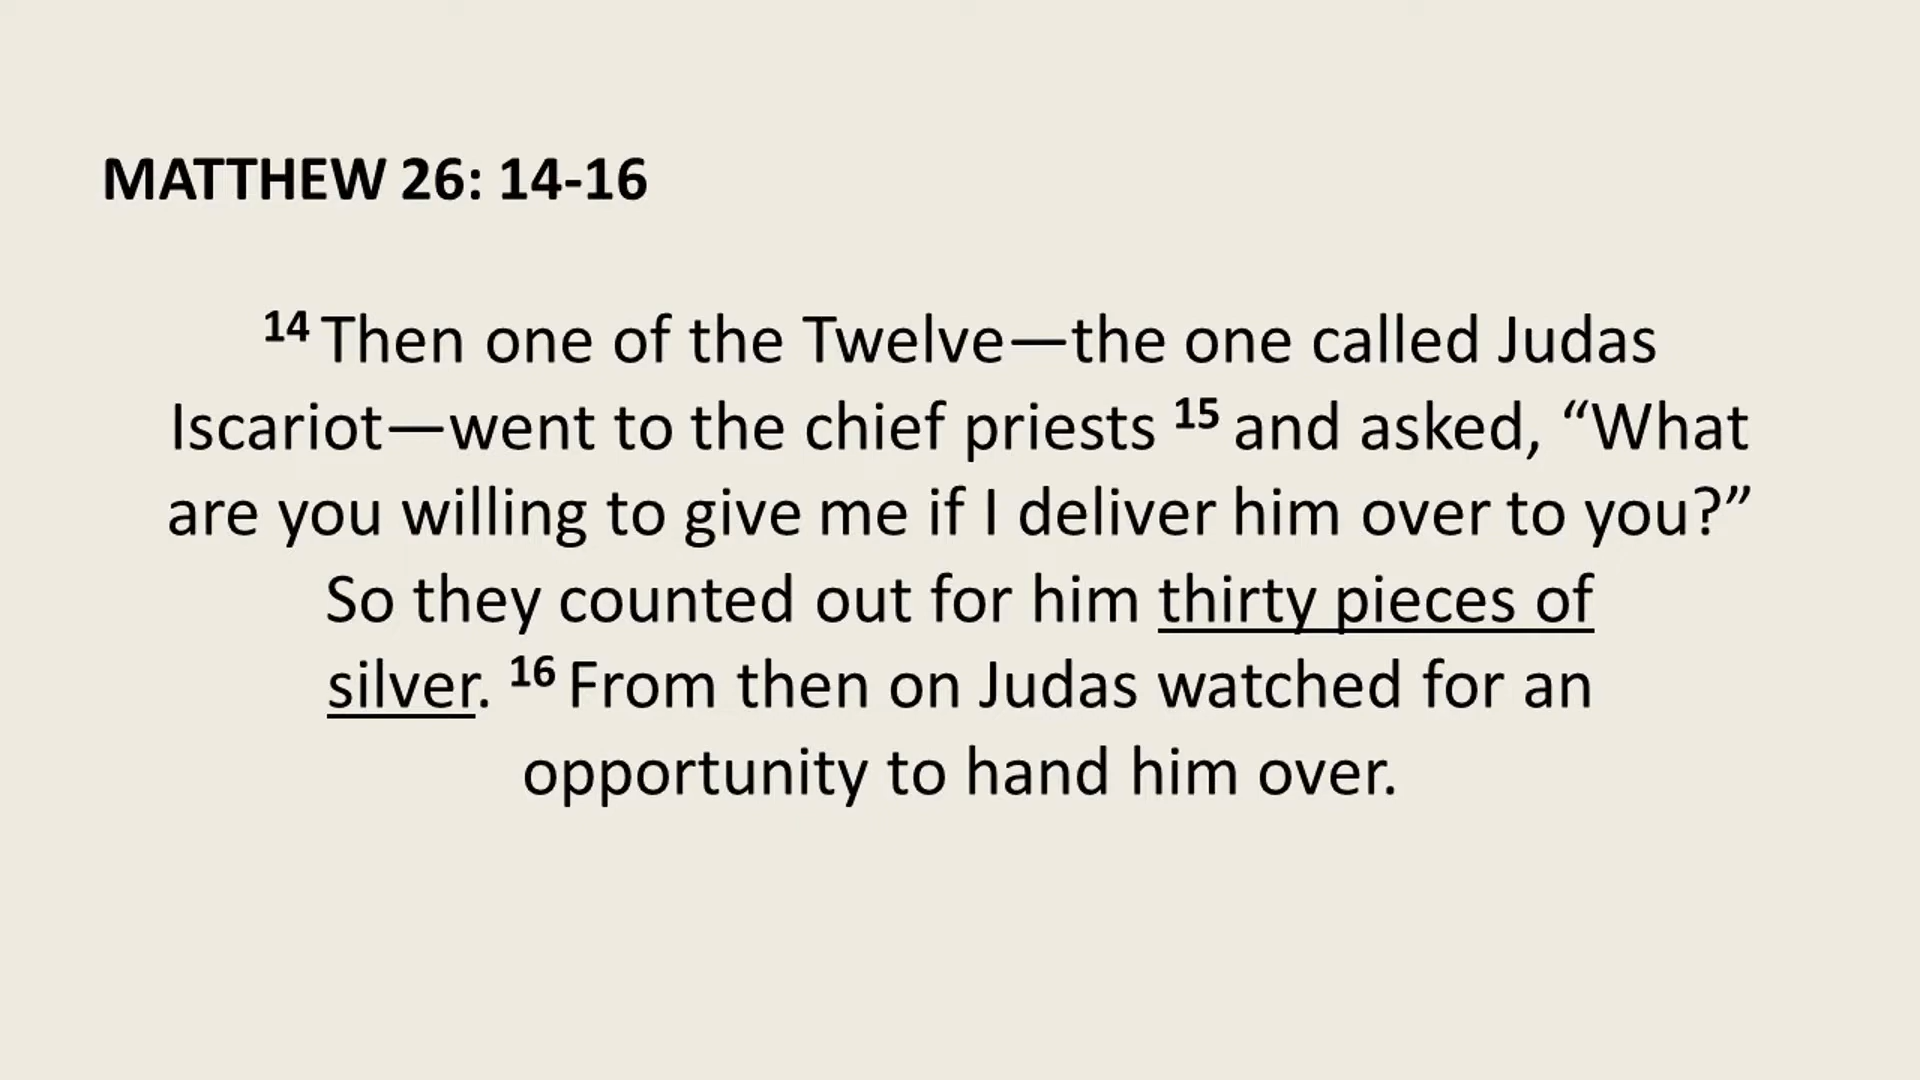 MATTHEW 26: 14-16
14 Then one of the Twelve—the one called Judas
Iscariot—went to the chief priests 15 and asked, “What
are you willing to give me if I deliver him over to you?”
So they counted out for him thirty pieces of
silver. 16 From then on Judas watched for an
opportunity to hand him over.